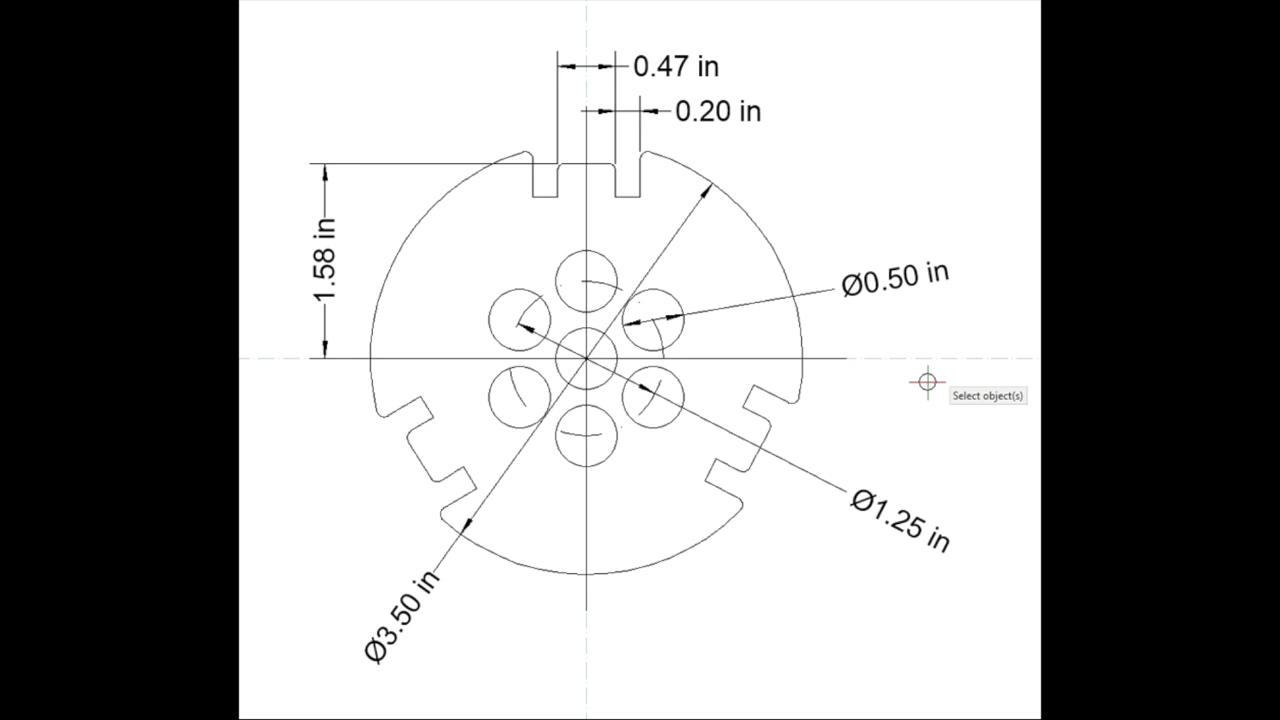 0.47 in
0.20 in
1.58 in
Ø0.50 in
Select object(s)
Ø1.25 in
Ø3.50 in